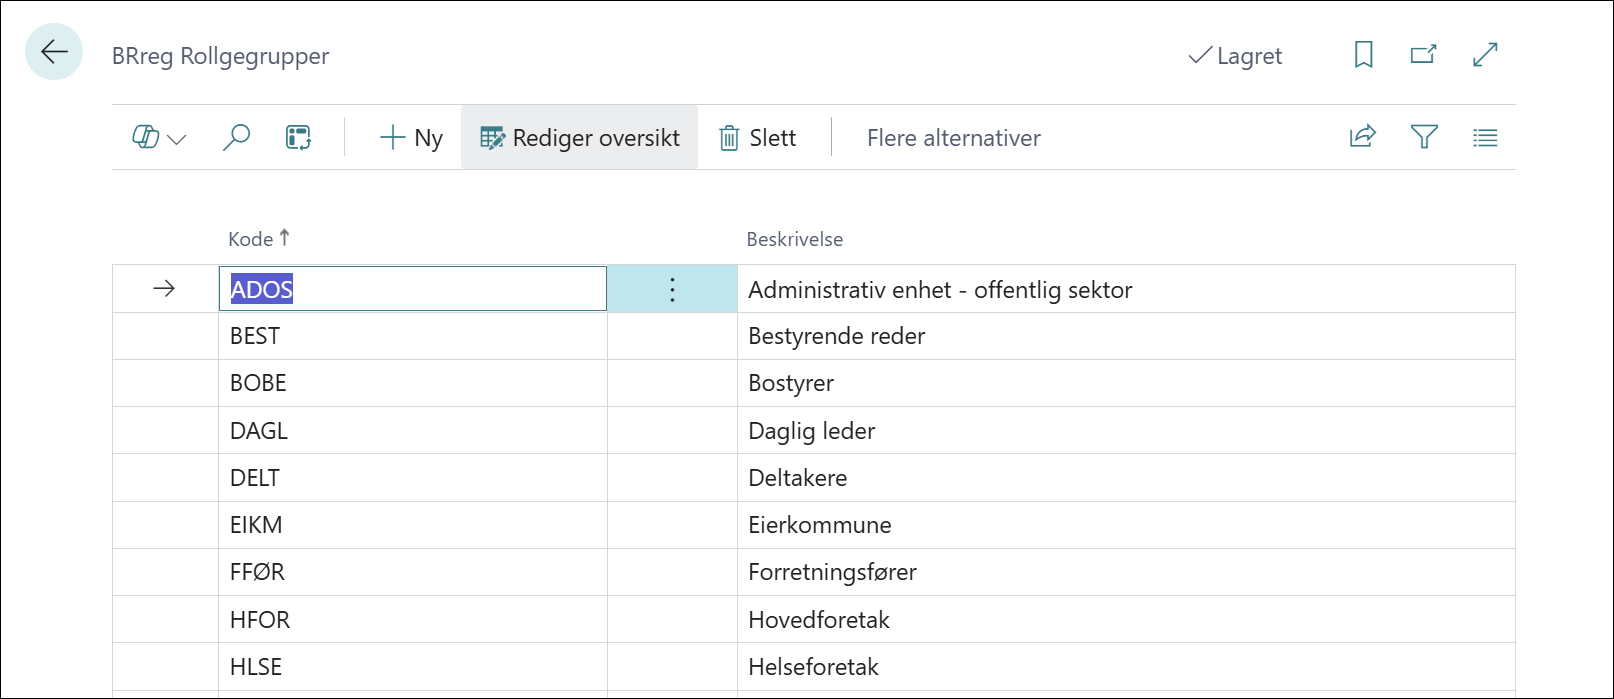 BRreg Rollgegrupper
Lagret
Ny
Rediger oversikt
Slett
Flere alternativer
Kode ↑
Beskrivelse
ADOS
Administrativ enhet - offentlig sektor
BEST
Bestyrende reder
BOBE
Bostyrer
DAGL
Daglig leder
DELT
Deltakere
EIKM
Eierkommune
FFØR
Forretningsfører
HFOR
Hovedforetak
HLSE
Helseforetak